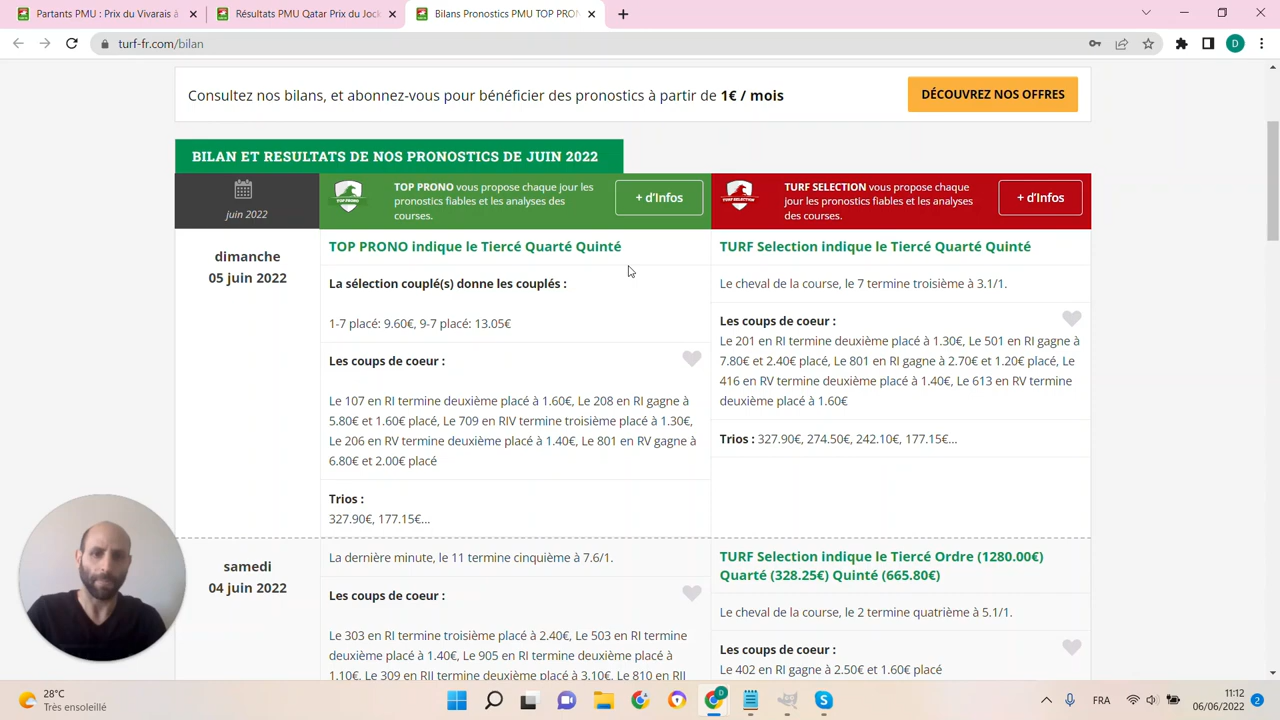 Partants PMU : Prix du Vivarais à
Résultats PMU Qatar Prix du Jock
Bilans Pronostics PMU TOP PRON
turf-fr.com/bilan
D
Consultez nos bilans, et abonnez-vous pour bénéficier des pronostics à partir de 1€ / mois
DÉCOUVREZ NOS OFFRES
BILAN ET RESULTATS DE NOS PRONOSTICS DE JUIN 2022
juin 2022
TOP PRONO
TOP PRONO vous propose chaque jour les
pronostics fiables et les analyses des
courses.
+ d'Infos
TURF SELECTION
TURF SELECTION vous propose chaque
jour les pronostics fiables et les analyses
des courses.
+ d'Infos
dimanche
05 juin 2022
TOP PRONO indique le Tiercé Quarté Quinté
La sélection couplé(s) donne les couplés :
1-7 placé: 9.60€, 9-7 placé: 13.05€
Les coups de coeur :
Le 107 en RI termine deuxième placé à 1.60€, Le 208 en RI gagne à
5.80€ et 1.60€ placé, Le 709 en RIV termine troisième placé à 1.30€,
Le 206 en RV termine deuxième placé à 1.40€, Le 801 en RV gagne à
6.80€ et 2.00€ placé
Trios :
327.90€, 177.15€...
TURF Selection indique le Tiercé Quarté Quinté
Le cheval de la course, le 7 termine troisième à 3.1/1.
Les coups de coeur :
Le 201 en RI termine deuxième placé à 1.30€, Le 501 en RI gagne à
7.80€ et 2.40€ placé, Le 801 en RI gagne à 2.70€ et 1.20€ placé, Le
416 en RV termine deuxième placé à 1.40€, Le 613 en RV termine
deuxième placé à 1.60€
Trios : 327.90€, 274.50€, 242.10€, 177.15€...
samedi
04 juin 2022
La dernière minute, le 11 termine cinquième à 7.6/1.
Les coups de coeur :
Le 303 en RI termine troisième placé à 2.40€, Le 503 en RI termine
deuxième placé à 1.40€, Le 905 en RI termine deuxième placé à
1.10€, Le 309 en RII termine deuxième placé à 3.10€, Le 810 en RII
TURF Selection indique le Tiercé Ordre (1280.00€)
Quarté (328.25€) Quinté (665.80€)
Le cheval de la course, le 2 termine quatrième à 5.1/1.
Les coups de coeur :
Le 402 en RI gagne à 2.50€ et 1.60€ placé
28°C
Très ensoleillé
D
FRA
11:12
06/06/2022
2